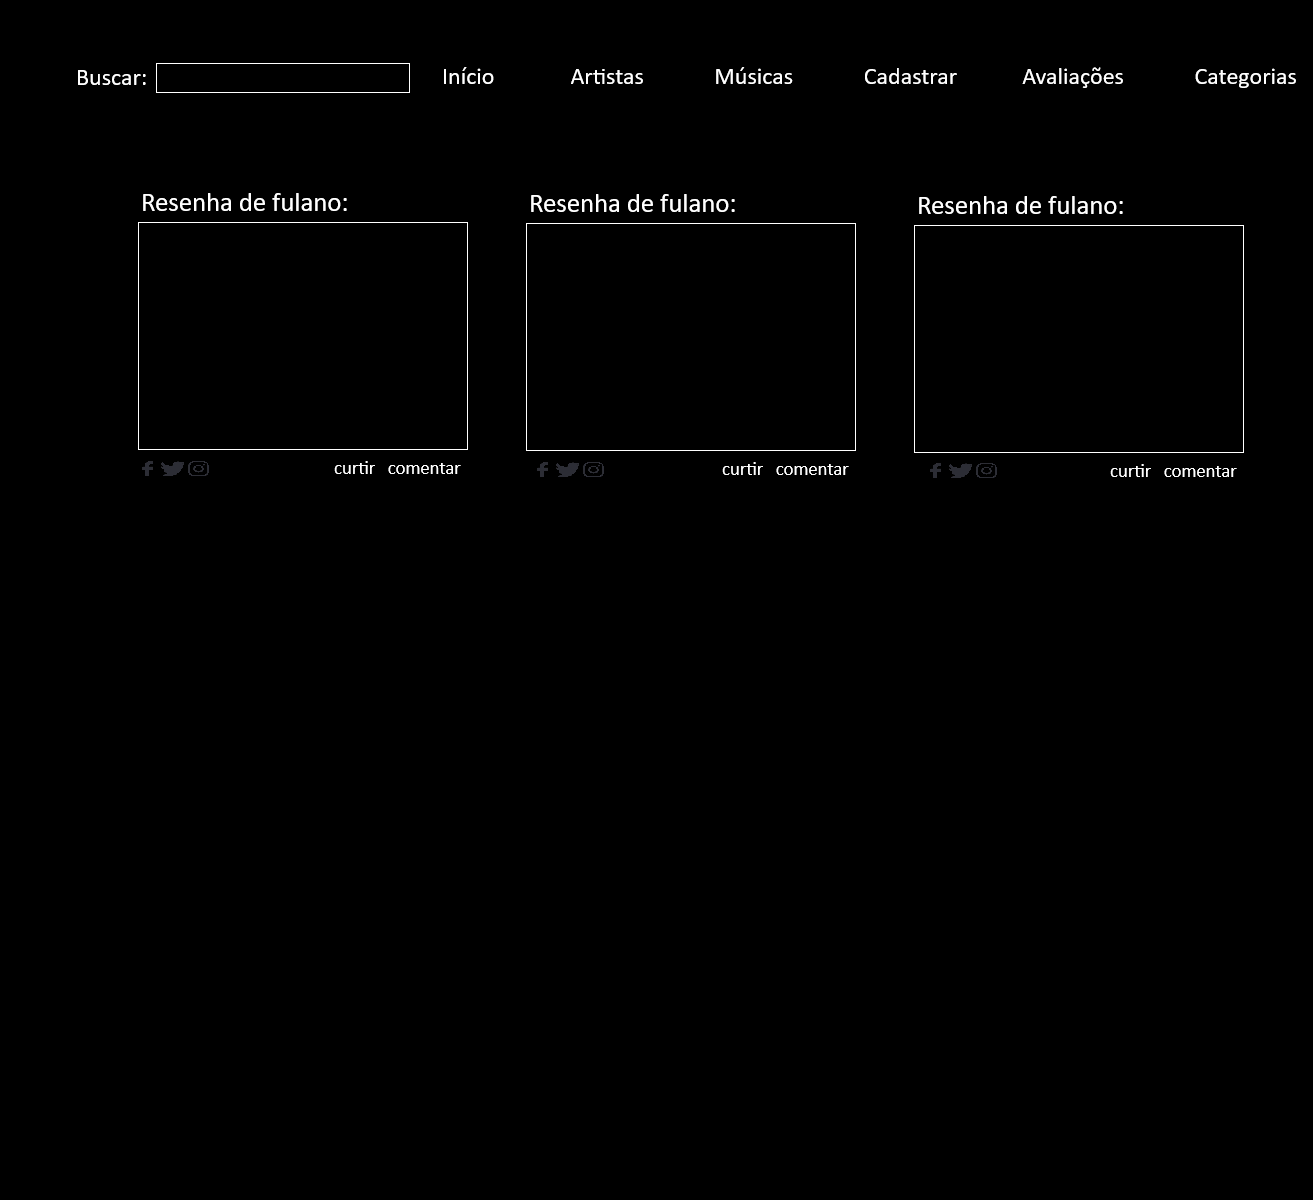 Buscar: Início Artistas Músicas Cadastrar Avaliações Categorias
Resenha de fulano: Resenha de fulano: Resenha de fulano:
curtir comentar curtir comentar curtir comentar